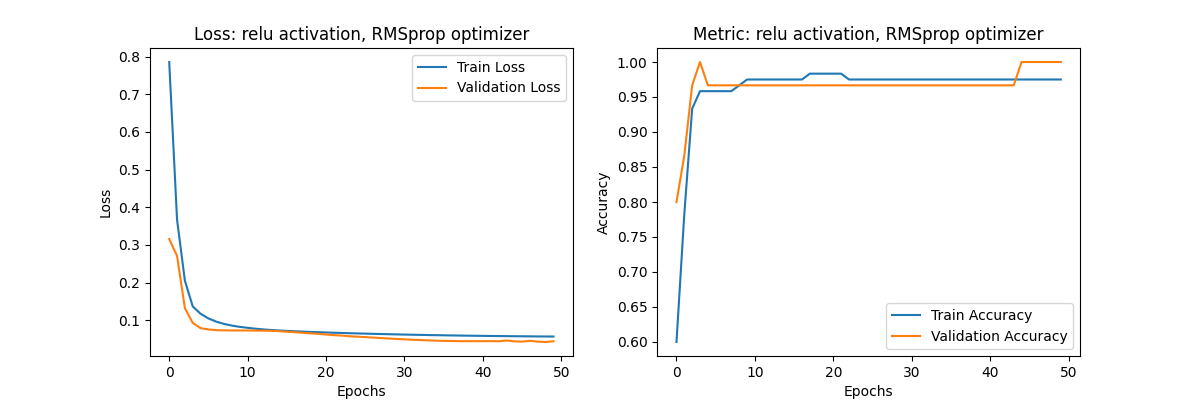 Loss: relu activation, RMSprop optimizer
0.8
0.7
0.6
0.5
0.4
0.3
0.2
0.1
Loss
Train Loss
Validation Loss
0
10
20
30
40
50
Epochs
Metric: relu activation, RMSprop optimizer
1.00
0.95
0.90
0.85
0.80
0.75
0.70
0.65
0.60
Accuracy
Train Accuracy
Validation Accuracy
0
10
20
30
40
50
Epochs